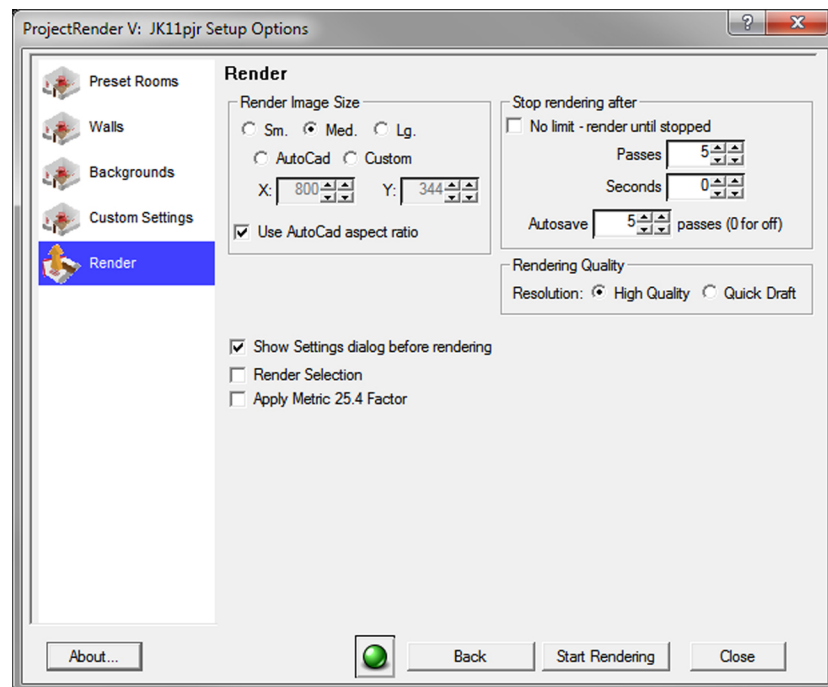 ProjectRender V:  JK11pjr Setup Options
Preset Rooms
Walls
Backgrounds
Custom Settings
Render
Render
Render Image Size
Sm.
Med.
Lg.
AutoCad
Custom
X: 800
Y: 344
Use AutoCad aspect ratio
Stop rendering after
No limit - render until stopped
Passes 5
Seconds 0
Autosave 5 passes (0 for off)
Rendering Quality
Resolution: High Quality Quick Draft
Show Settings dialog before rendering
Render Selection
Apply Metric 25.4 Factor
About...
Back
Start Rendering
Close